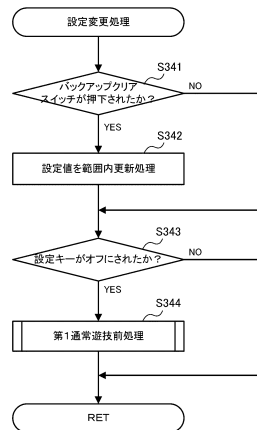 設定変更処理
S341
バックアップクリア
スイッチが押下されたか？
NO
YES
S342
設定値を範囲内更新処理
S343
設定キーがオフにされたか？
NO
YES
S344
第1通常遊技前処理
RET